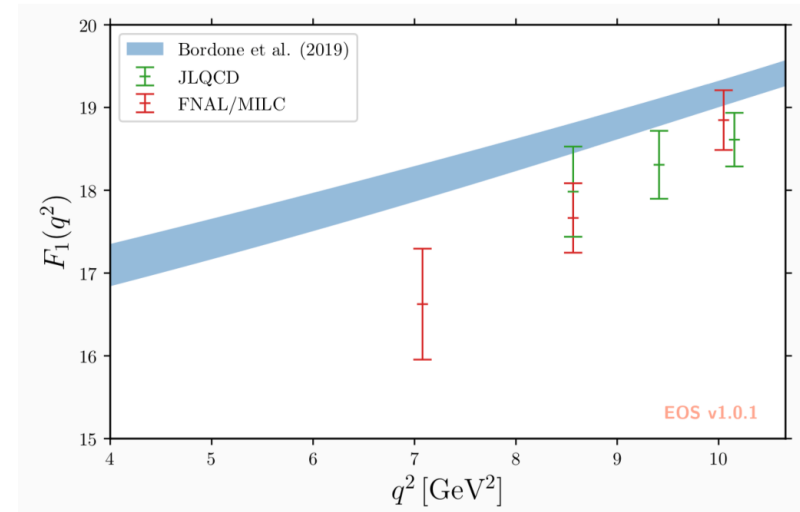 20
19
18
17
16
15
F₁(q²)
Bordone et al. (2019)
JLQCD
FNAL/MILC
EOS v1.0.1
4 5 6 7 8 9 10
q² [GeV²]